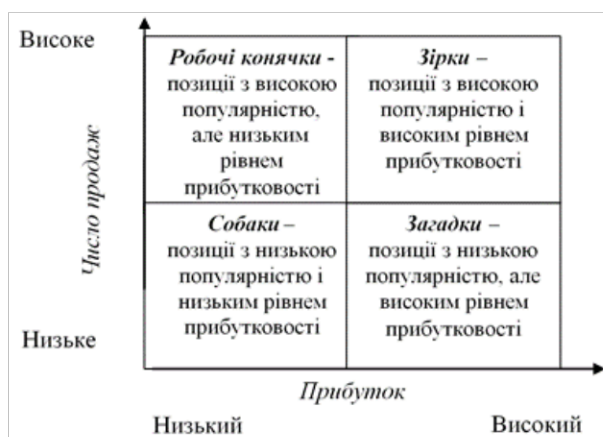 Високе
Число продаж
Низьке
Робочі конячки -
позиції з високою
популярністю,
але низьким
рівнем
прибутковості
Зірки –
позиції з високою
популярністю і
високим рівнем
прибутковості
Собаки –
позиції з низькою
популярністю і
низьким рівнем
прибутковості
Загадки –
позиції з низькою
популярністю, але
високим рівнем
прибутковості
Прибуток
Низький
Високий